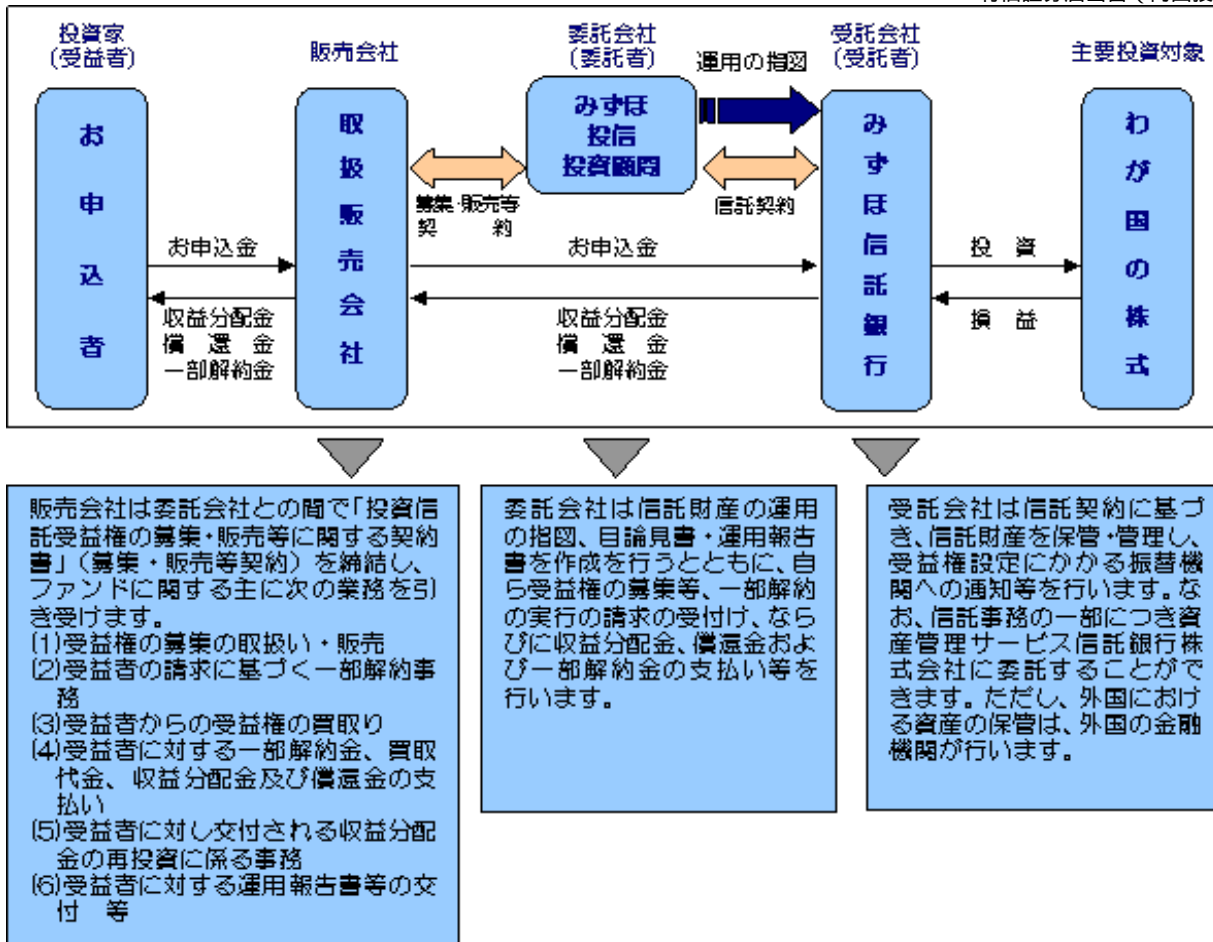 投資家
(受益者)
販売会社
委託会社
(委託者)
受託会社
(受託者)
主要投資対象
運用の指図
お申込者
取扱販売会社
みずほ
投信
投資顧問
みずほ信託銀行
わが国の株式
募集・販売等
契 約
信託契約
お申込金
お申込金
投 資
収益分配金
償 還 金
一部解約金
収益分配金
償 還 金
一部解約金
損 益
販売会社は委託会社との間で「投資信
託受益権の募集・販売等に関する契約
書」（募集・販売等契約）を締結し、
ファンドに関する主に次の業務を引
き受けます。
(1)受益権の募集の取扱い・販売
(2)受益者の請求に基づく一部解約事
務
(3)受益者からの受益権の買取り
(4)受益者に対する一部解約金、買取
代金、収益分配金及び償還金の支
払い
(5)受益者に対し交付される収益分配
金の再投資に係る事務
(6)受益者に対する運用報告書等の交
付 等
委託会社は信託財産の運用
の指図、目論見書・運用報告
書を作成を行うとともに、自
ら受益権の募集等、一部解約
の実行の請求の受付け、なら
びに収益分配金、償還金およ
び一部解約金の支払い等を
行います。
受託会社は信託契約に基づ
き、信託財産を保管・管理し、
受益権設定にかかる振替機
関への通知等を行います。な
お、信託事務の一部につき資
産管理サービス信託銀行株
式会社に委託することがで
きます。ただし、外国におけ
る資産の保管は、外国の金融
機関が行います。